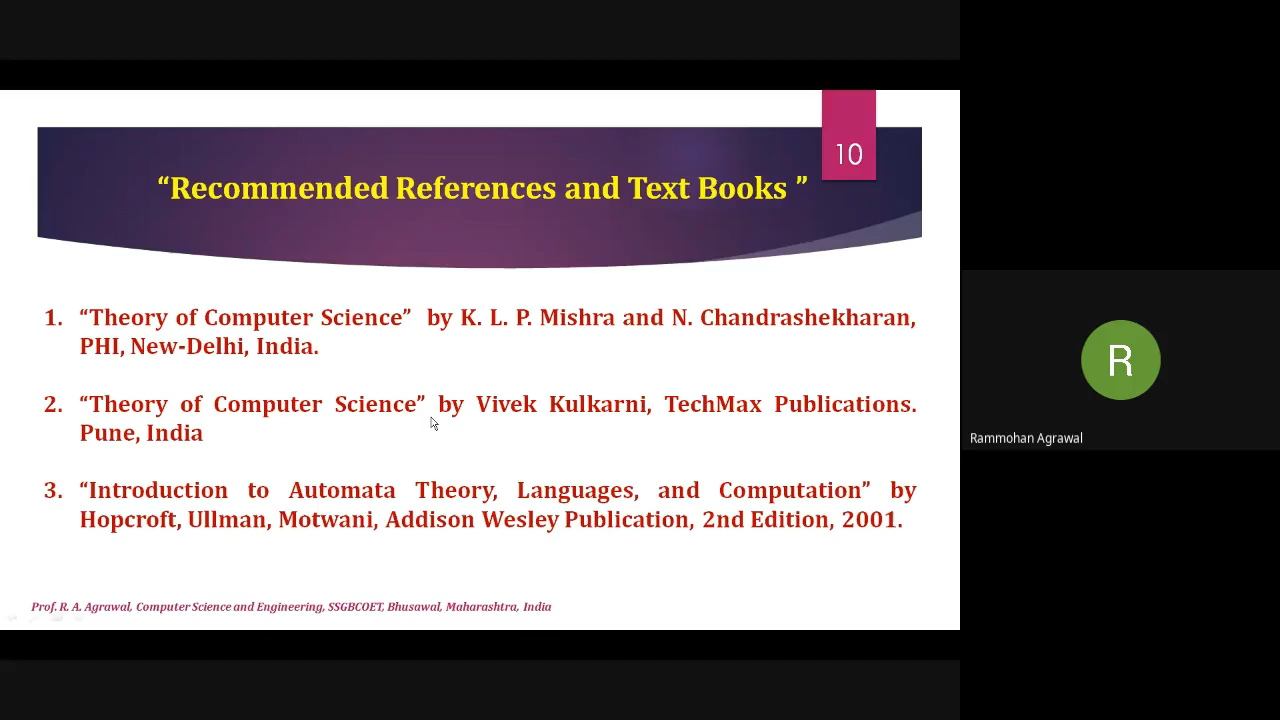 10
“Recommended References and Text Books ”
1. “Theory of Computer Science” by K. L. P. Mishra and N. Chandrashekharan,
PHI, New-Delhi, India.
2. “Theory of Computer Science” by Vivek Kulkarni, TechMax Publications.
Pune, India
3. “Introduction to Automata Theory, Languages, and Computation” by
Hopcroft, Ullman, Motwani, Addison Wesley Publication, 2nd Edition, 2001.
Prof. R. A. Agrawal, Computer Science and Engineering, SSGBCOET, Bhusawal, Maharashtra, India
R
Rammohan Agrawal